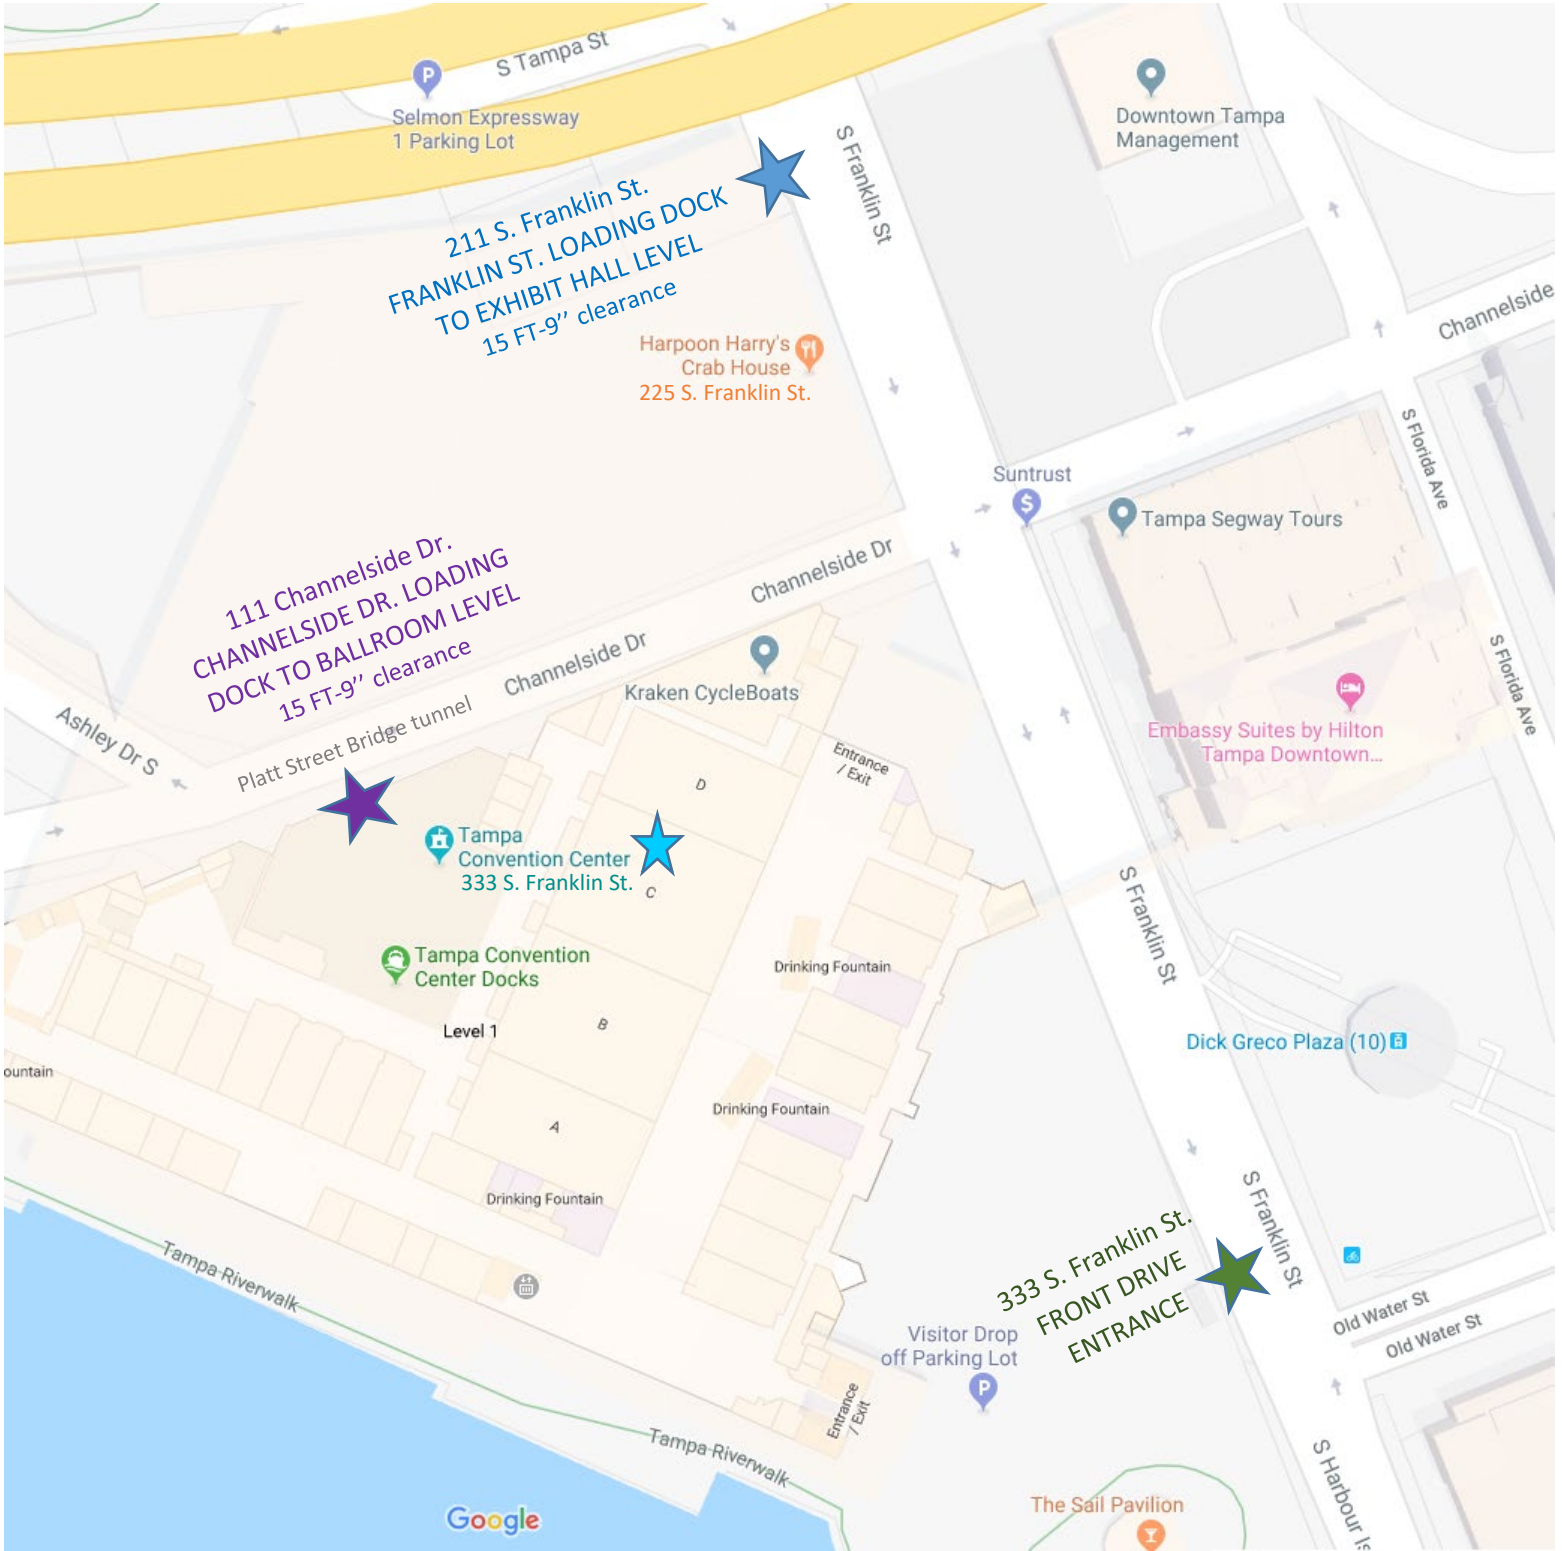 S Tampa St
P
Selmon Expressway
1 Parking Lot
Downtown Tampa
Management
S Franklin St
211 S. Franklin St.
FRANKLIN ST. LOADING DOCK
TO EXHIBIT HALL LEVEL
15 FT-9’’ clearance
Channelside
Harpoon Harry's
Crab House
225 S. Franklin St.
S Florida Ave
Suntrust
$
Tampa Segway Tours
Channelside Dr
111 Channelside Dr.
CHANNELSIDE DR. LOADING
DOCK TO BALLROOM LEVEL
15 FT-9’’ clearance
Channelside Dr
Platt Street Bridge tunnel
Kraken CycleBoats
S Florida Ave
Ashley Dr S
Embassy Suites by Hilton
Tampa Downtown...
Entrance
/ Exit
D
Tampa
Convention Center
333 S. Franklin St.
C
S Franklin St
Tampa Convention
Center Docks
Drinking Fountain
Level 1
B
Dick Greco Plaza (10)
ountain
Drinking Fountain
A
Drinking Fountain
S Franklin St
333 S. Franklin St.
FRONT DRIVE
ENTRANCE
Tampa Riverwalk
Old Water St
Old Water St
Visitor Drop
off Parking Lot
P
Entrance
/ Exit
Tampa Riverwalk
S Harbour Is
The Sail Pavilion
Google